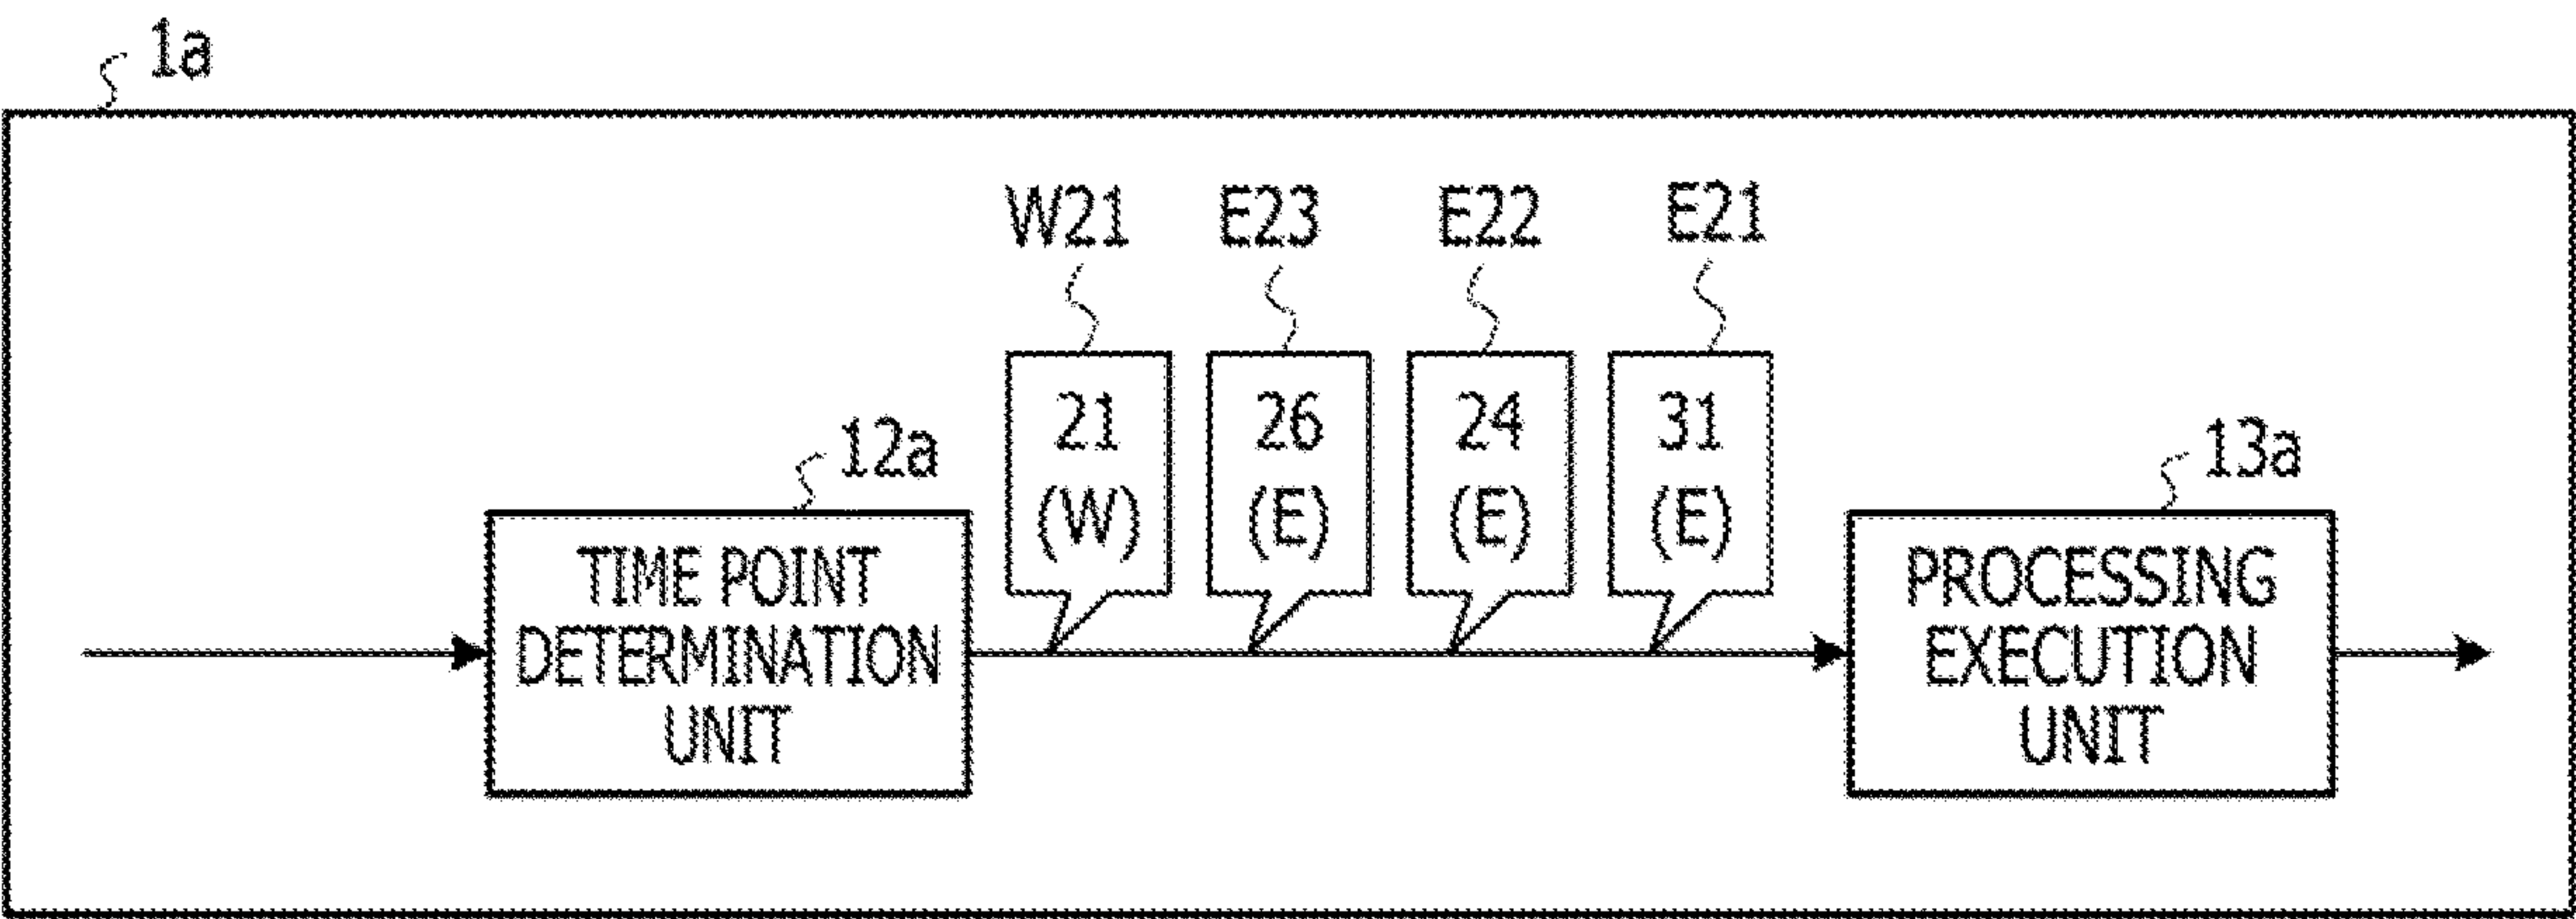 1a
W21 E23 E22 E21
21 26 24 31
(W) (E) (E) (E)
12a
13a
TIME POINT
DETERMINATION
UNIT
PROCESSING
EXECUTION
UNIT